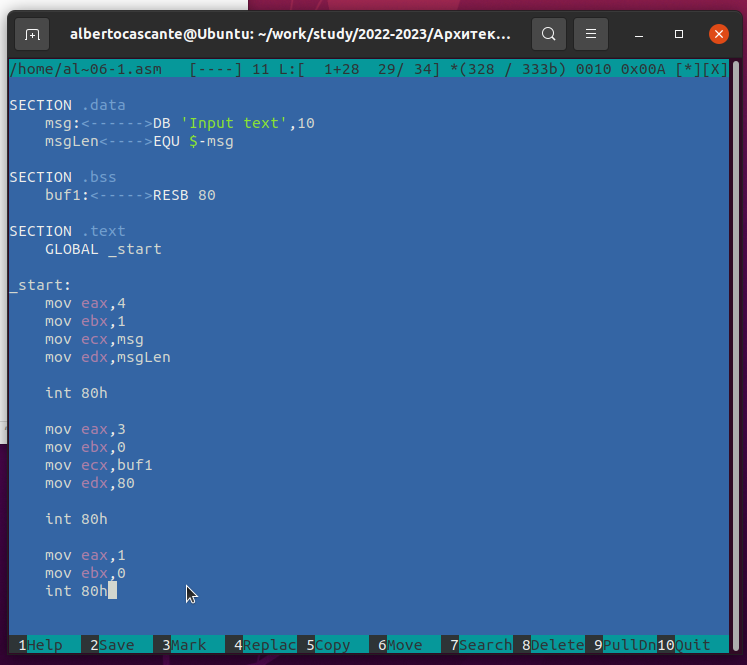 albertocascante@Ubuntu: ~/work/study/2022-2023/Архитек...
/home/al~06-1.asm   [----] 11 L:[  1+28  29/ 34] *(328 / 333b) 0010 0x00A [*][X]
SECTION .data
    msg:<------>DB 'Input text',10
    msgLen<---->EQU $-msg
SECTION .bss
    buf1:<----->RESB 80
SECTION .text
    GLOBAL _start
_start:
    mov eax,4
    mov ebx,1
    mov ecx,msg
    mov edx,msgLen
    int 80h
    mov eax,3
    mov ebx,0
    mov ecx,buf1
    mov edx,80
    int 80h
    mov eax,1
    mov ebx,0
    int 80h
1Help 2Save 3Mark 4Replac 5Copy 6Move 7Search 8Delete 9PullDn 10Quit